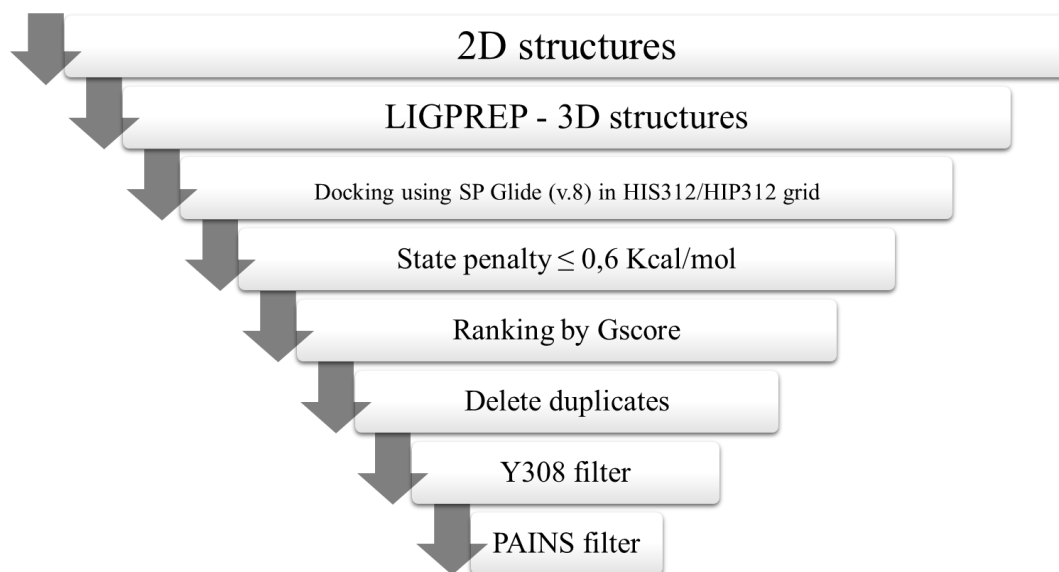 2D structures
LIGPREP - 3D structures
Docking using SP Glide (v.8) in HIS312/HIP312 grid
State penalty ≤ 0,6 Kcal/mol
Ranking by Gscore
Delete duplicates
Y308 filter
PAINS filter